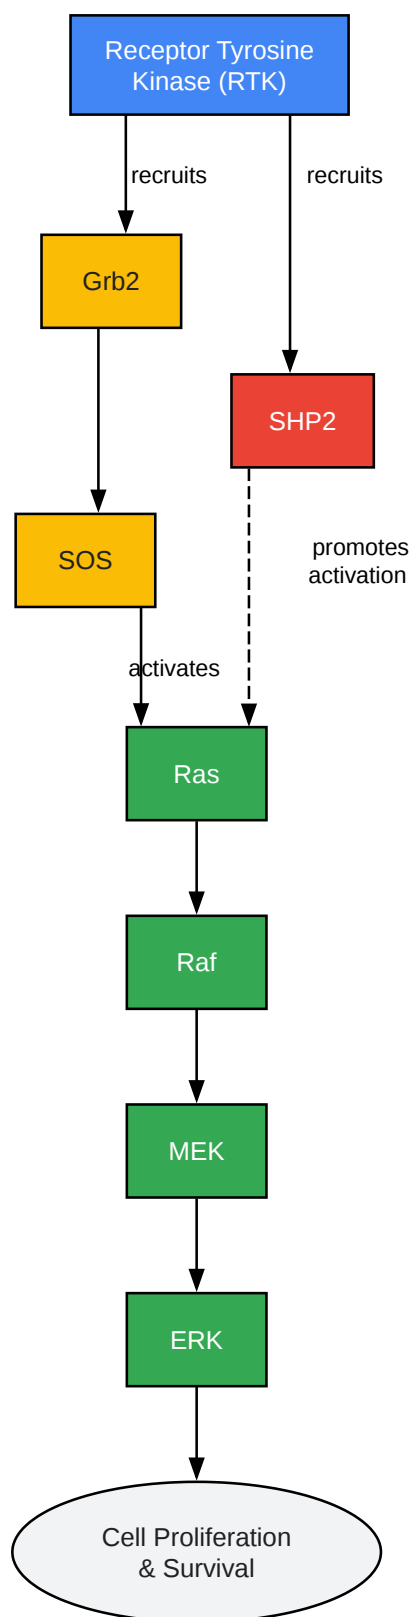 Receptor Tyrosine
Kinase (RTK)
recruits
recruits
Grb2
SHP2
SOS
promotes
activation
activates
Ras
Raf
MEK
ERK
Cell Proliferation
& Survival